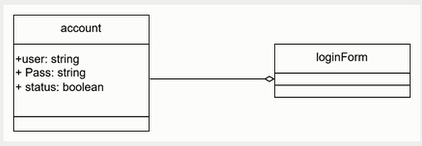 account
+user: string
+ Pass: string
+ status: boolean
loginForm